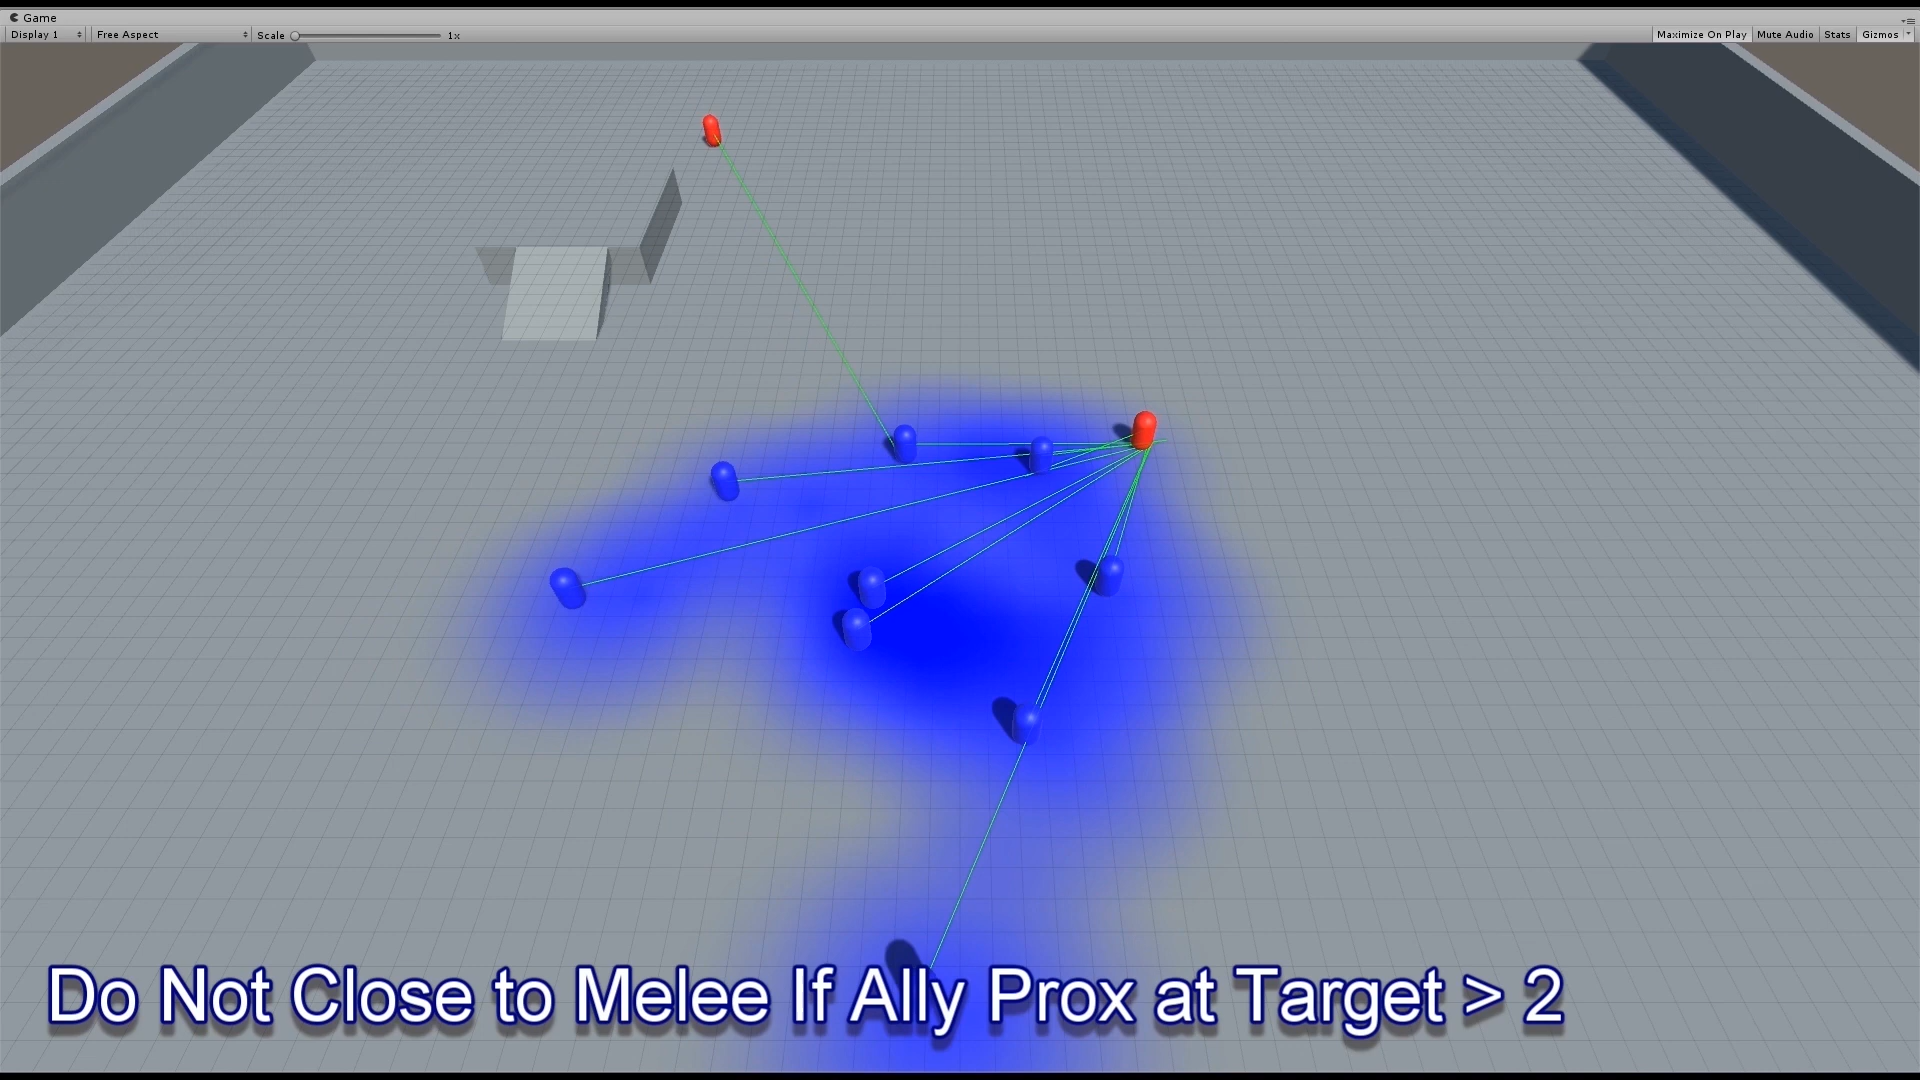 Game
Display 1 Free Aspect Scale 1x Maximize On Play Mute Audio Stats Gizmos
Do Not Close to Melee If Ally Prox at Target > 2